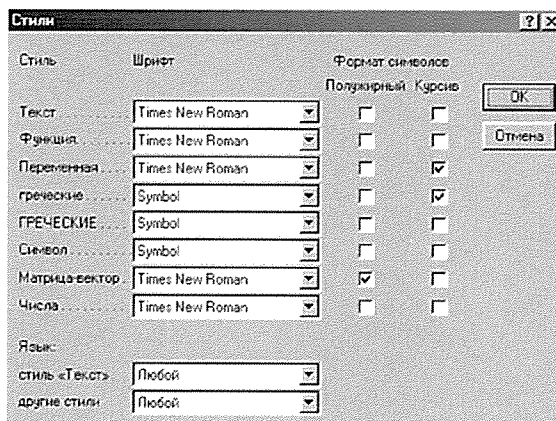 Стили
Стиль Шрифт Формат символов
Полужирный Курсив
OK
Текст Times New Roman
Отмена
Функция Times New Roman
Переменная Times New Roman
греческие Symbol
ГРЕЧЕСКИЕ Symbol
Символ Symbol
Матрица-вектор Times New Roman
Числа Times New Roman
Язык:
стиль «Текст» Любой
другие стили Любой